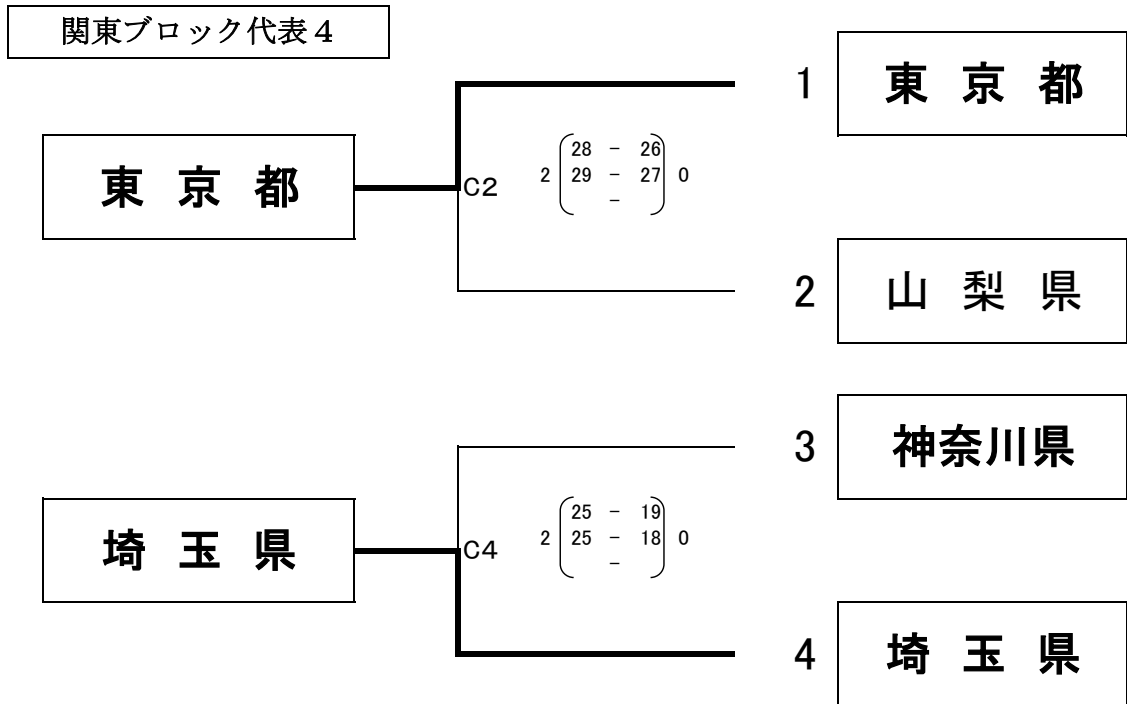 関東ブロック代表４
1 東 京 都
東 京 都
C2
28 - 26
2 29 - 27 0
-
2 山 梨 県
3 神奈川県
埼 玉 県
C4
25 - 19
2 25 - 18 0
-
4 埼 玉 県